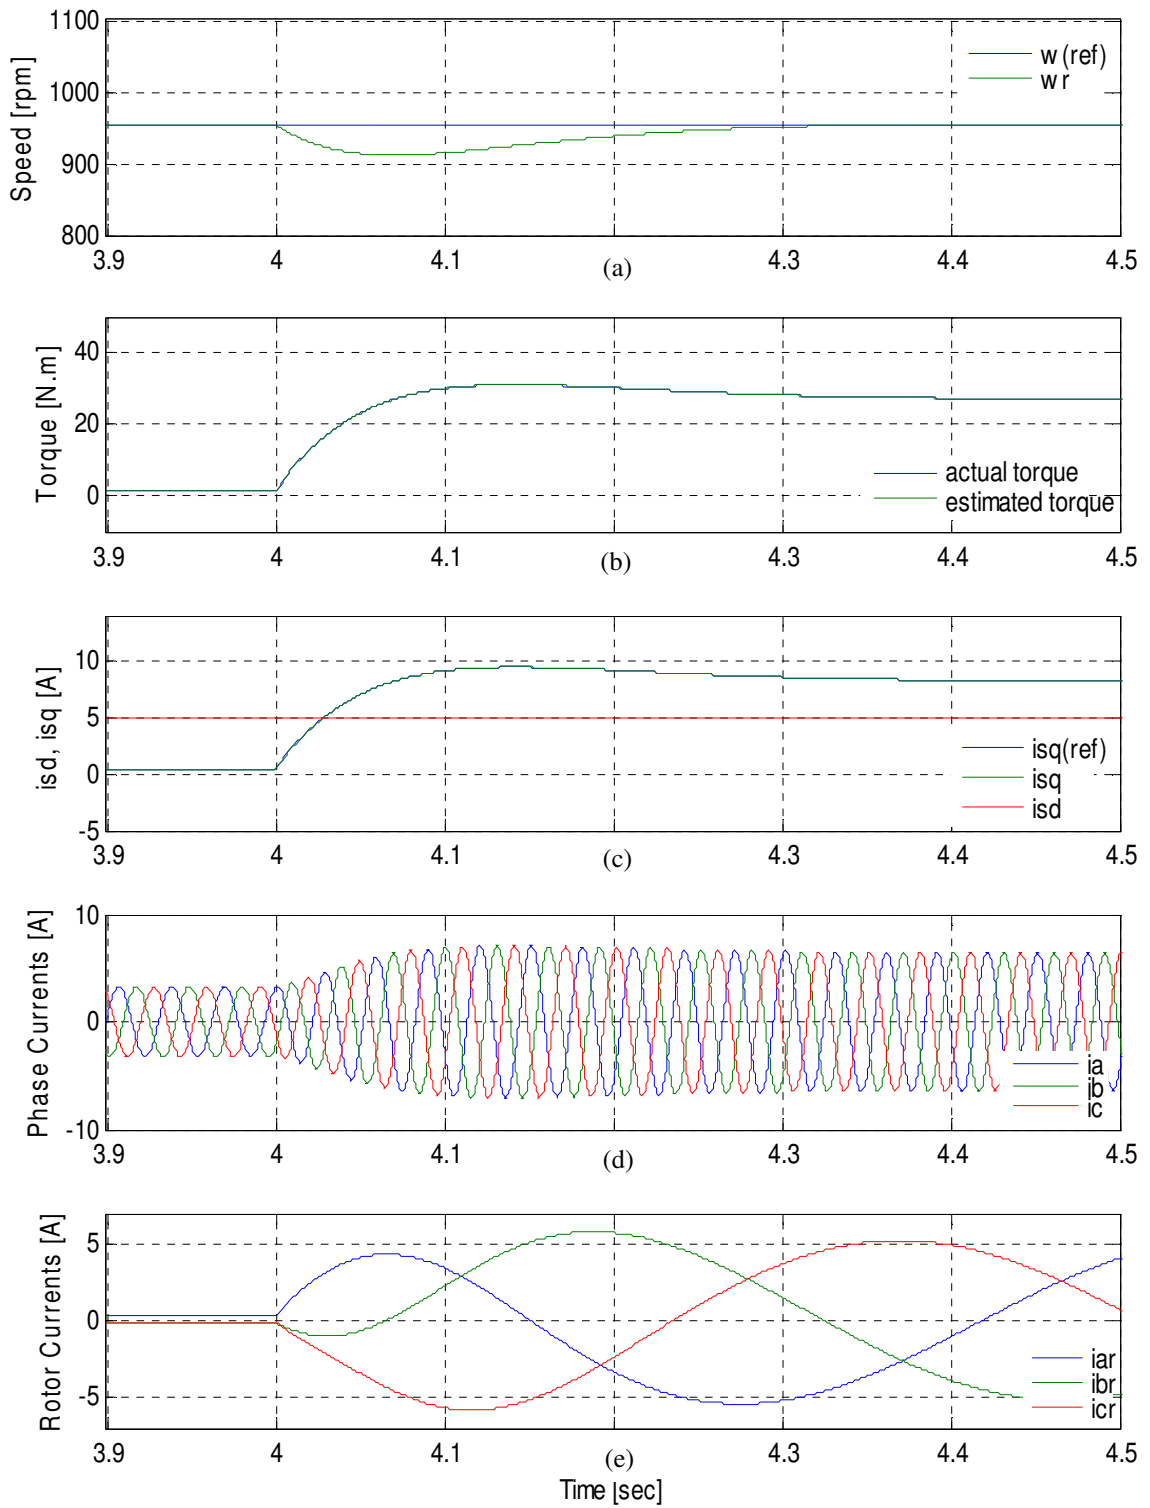 1100
1000
900
800
Speed [rpm]
w (ref)
w r
3.9 4 4.1 4.3 4.4 4.5
(a)
40
20
0
Torque [N.m]
actual torque
estimated torque
3.9 4 4.1 4.3 4.4 4.5
(b)
10
5
0
-5
isd, isq [A]
isq(ref)
isq
isd
3.9 4 4.1 4.3 4.4 4.5
(c)
10
0
-10
Phase Currents [A]
ia
ib
ic
3.9 4 4.1 4.3 4.4 4.5
(d)
5
0
-5
Rotor Currents [A]
iar
ibr
icr
3.9 4 4.1 4.3 4.4 4.5
(e)
Time [sec]